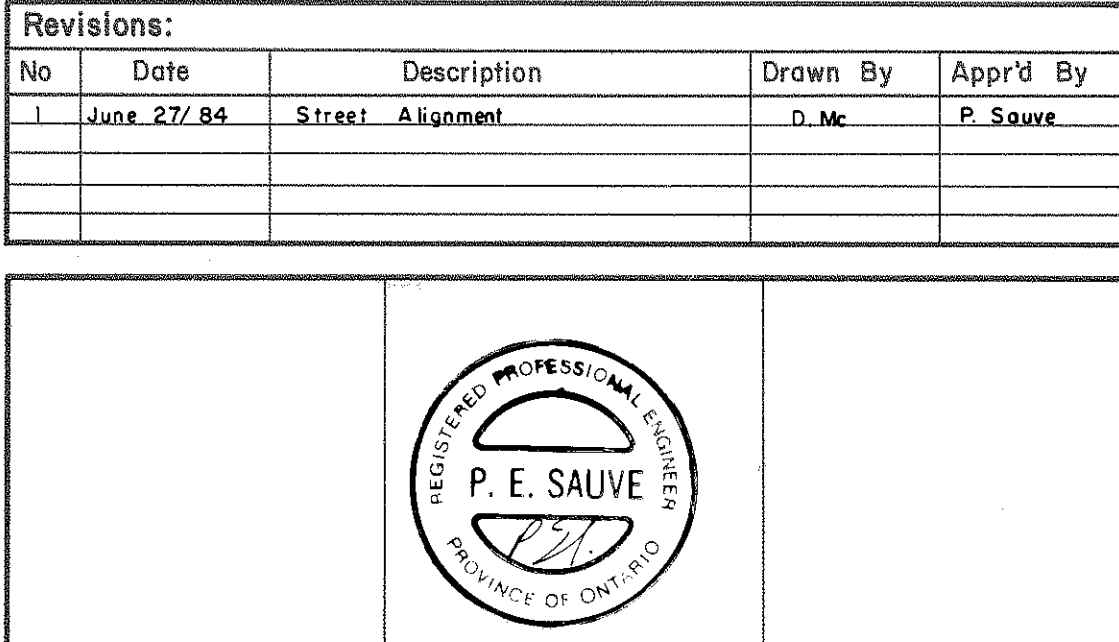 Revisions:
No Date Description Drawn By Appr'd By
1 June 27/84 Street Alignment D. Mc P. Sauve
REGISTERED PROFESSIONAL ENGINEER
P. E. SAUVE
PROVINCE OF ONTARIO